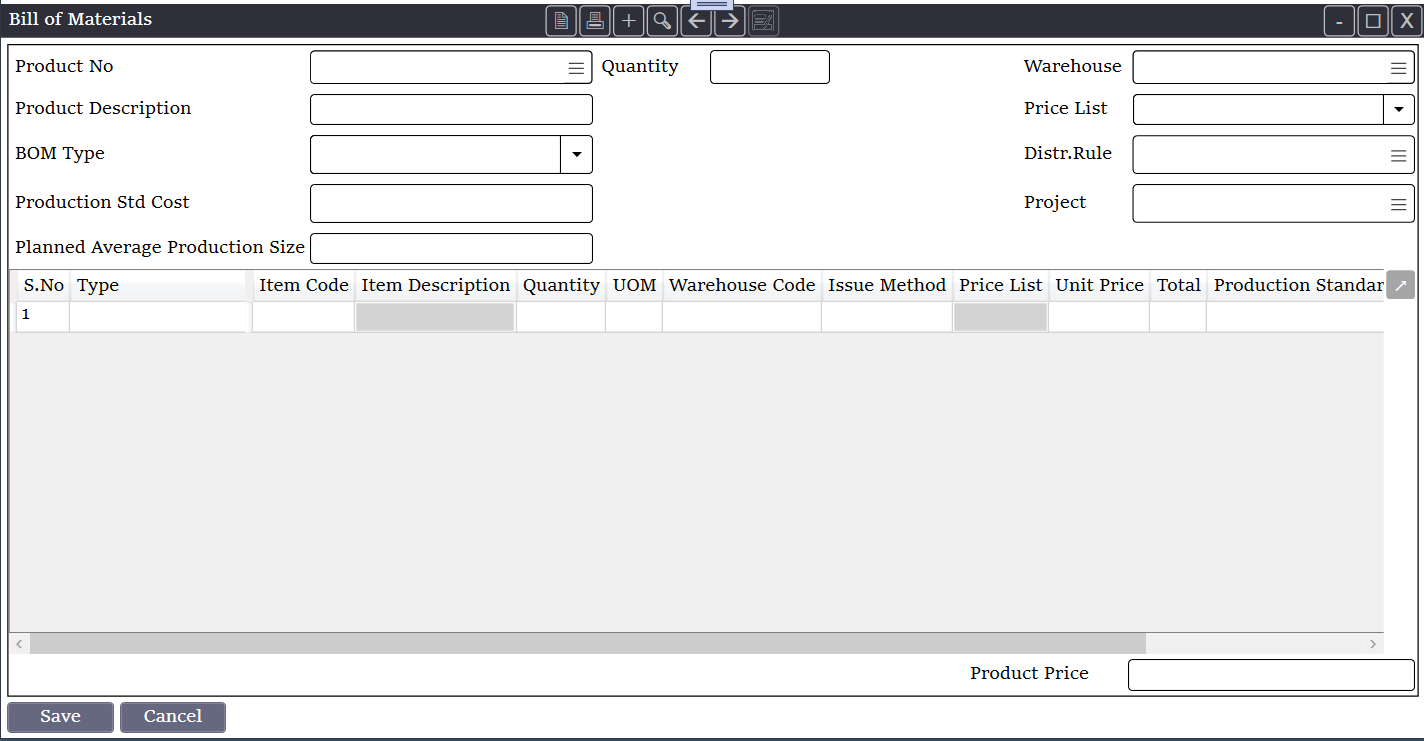 Bill of Materials
- X
Product No Quantity Warehouse
Product Description Price List
BOM Type Distr.Rule
Production Std Cost Project
Planned Average Production Size
S.No Type Item Code Item Description Quantity UOM Warehouse Code Issue Method Price List Unit Price Total Production Standar
1
Product Price
Save Cancel